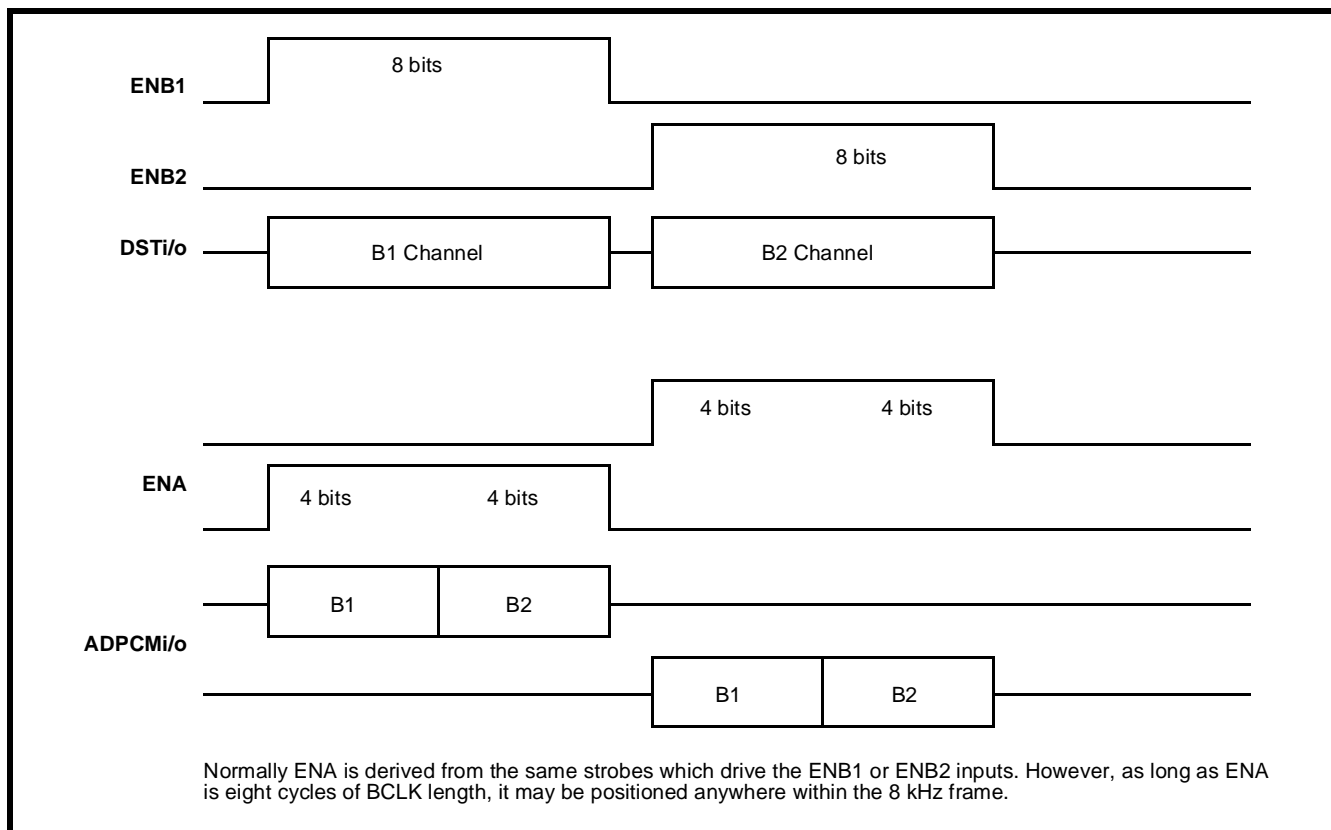 8 bits
ENB1
8 bits
ENB2
DSTi/o
B1 Channel
B2 Channel
4 bits
4 bits
ENA
4 bits
4 bits
B1
B2
ADPCMi/o
B1
B2
Normally ENA is derived from the same strobes which drive the ENB1 or ENB2 inputs. However, as long as ENA
is eight cycles of BCLK length, it may be positioned anywhere within the 8 kHz frame.